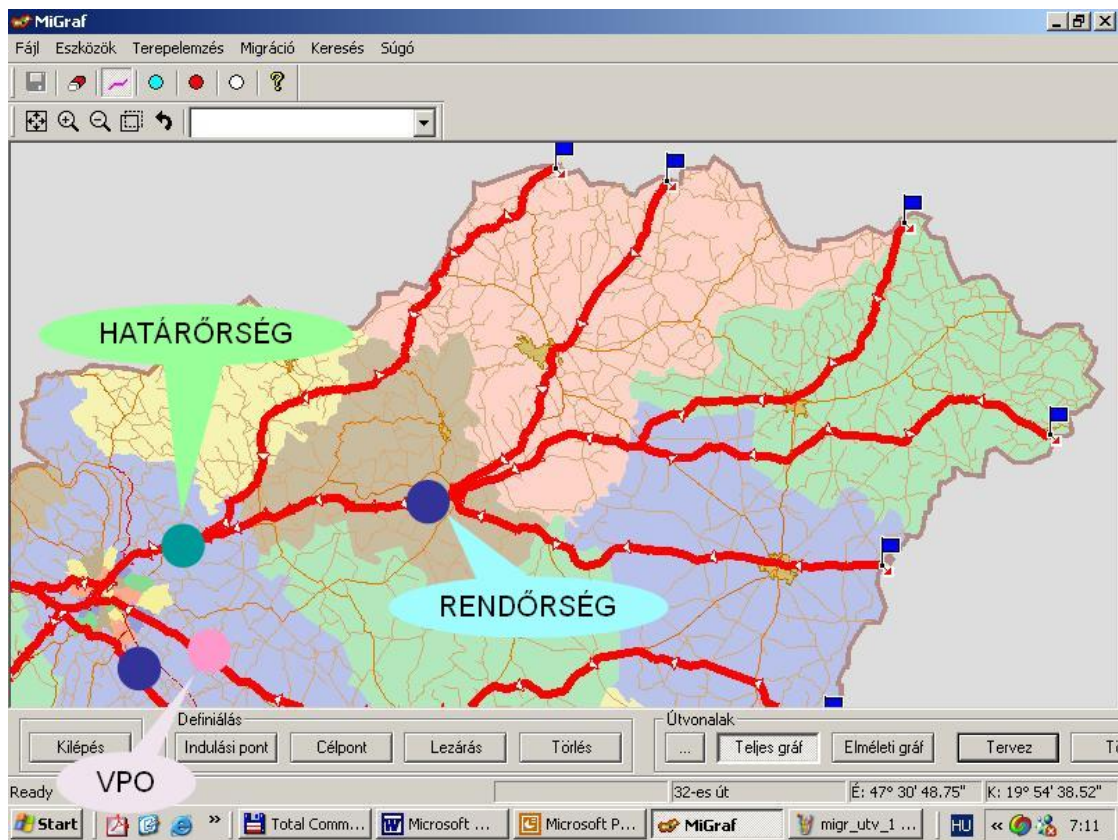 MiGraf
Fájl Eszközök Terepelemzés Migráció Keresés Súgó
HATÁRŐRSÉG
RENDŐRSÉG
Definiálás
Útvonalak
Kilépés Indulási pont Célpont Lezárás Törlés ... Teljes gráf Elméleti gráf Tervez
VPO
Ready 32-es út É: 47° 30' 48.75" K: 19° 54' 38.52"
Start Total Comm... Microsoft ... Microsoft P... MiGraf migr_utv_1 ... HU 7:11